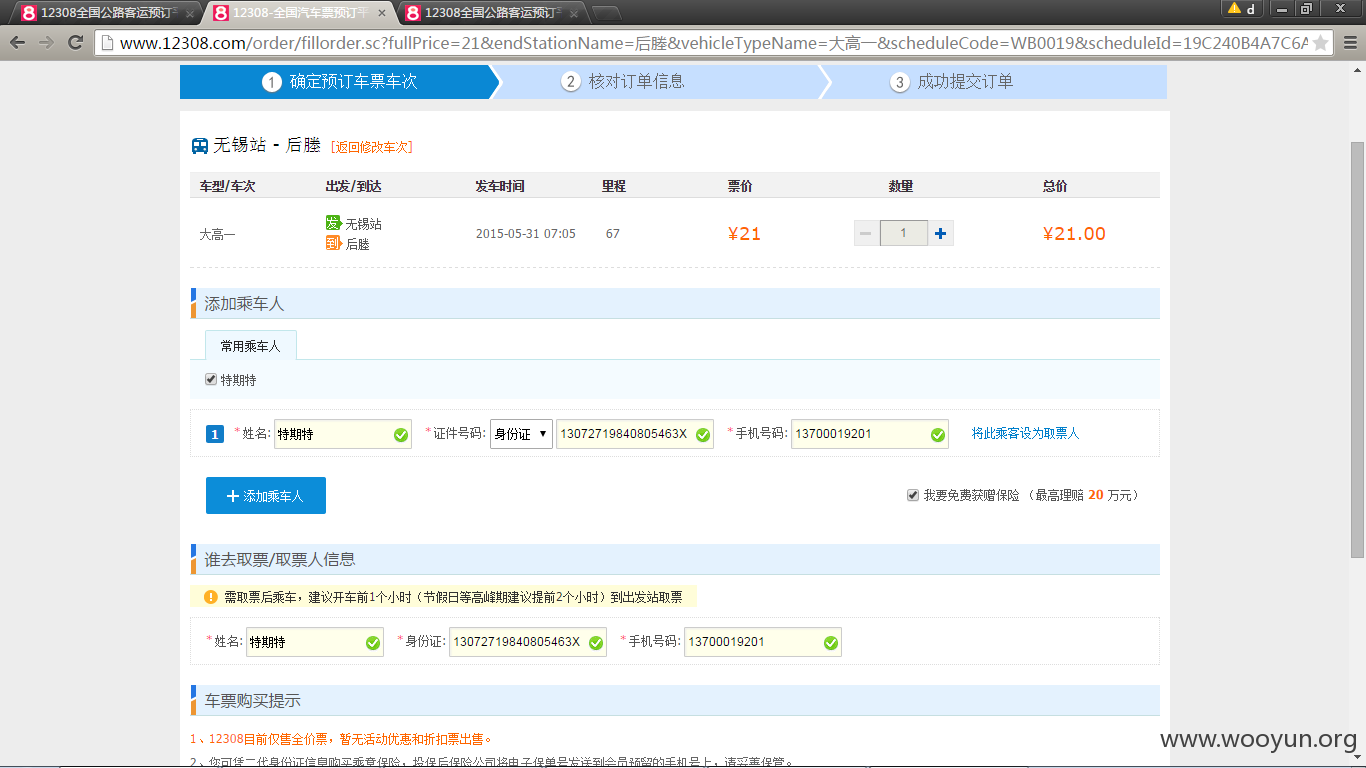 12308全国公路客运预订平
12308-全国汽车票预订平
12308全国公路客运预订平
d
www.12308.com/order/fillorder.sc?fullPrice=21&endStationName=后塍&vehicleTypeName=大高一&scheduleCode=WB0019&scheduleId=19C240B4A7C6A
1 确定预订车票车次
2 核对订单信息
3 成功提交订单
无锡站 - 后塍 [返回修改车次]
车型/车次 出发/到达 发车时间 里程 票价 数量 总价
发 无锡站
大高一 2015-05-31 07:05 67 ¥21 1 ¥21.00
到 后塍
添加乘车人
常用乘车人
特期特
1 *姓名: 特期特 *证件号码: 身份证 13072719840805463X *手机号码: 13700019201 将此乘客设为取票人
添加乘车人 我要免费获赠保险 （最高理赔 20 万元）
谁去取票/取票人信息
需取票后乘车，建议开车前1个小时（节假日等高峰期建议提前2个小时）到出发站取票
*姓名: 特期特 *身份证: 13072719840805463X *手机号码: 13700019201
车票购买提示
1、12308目前仅售全价票，暂无活动优惠和折扣票出售。
2、您可凭二代身份证信息购买乘意保险，投保后保险公司将电子保单号发送到会员预留的手机号上，请妥善保管。
www.wooyun.org